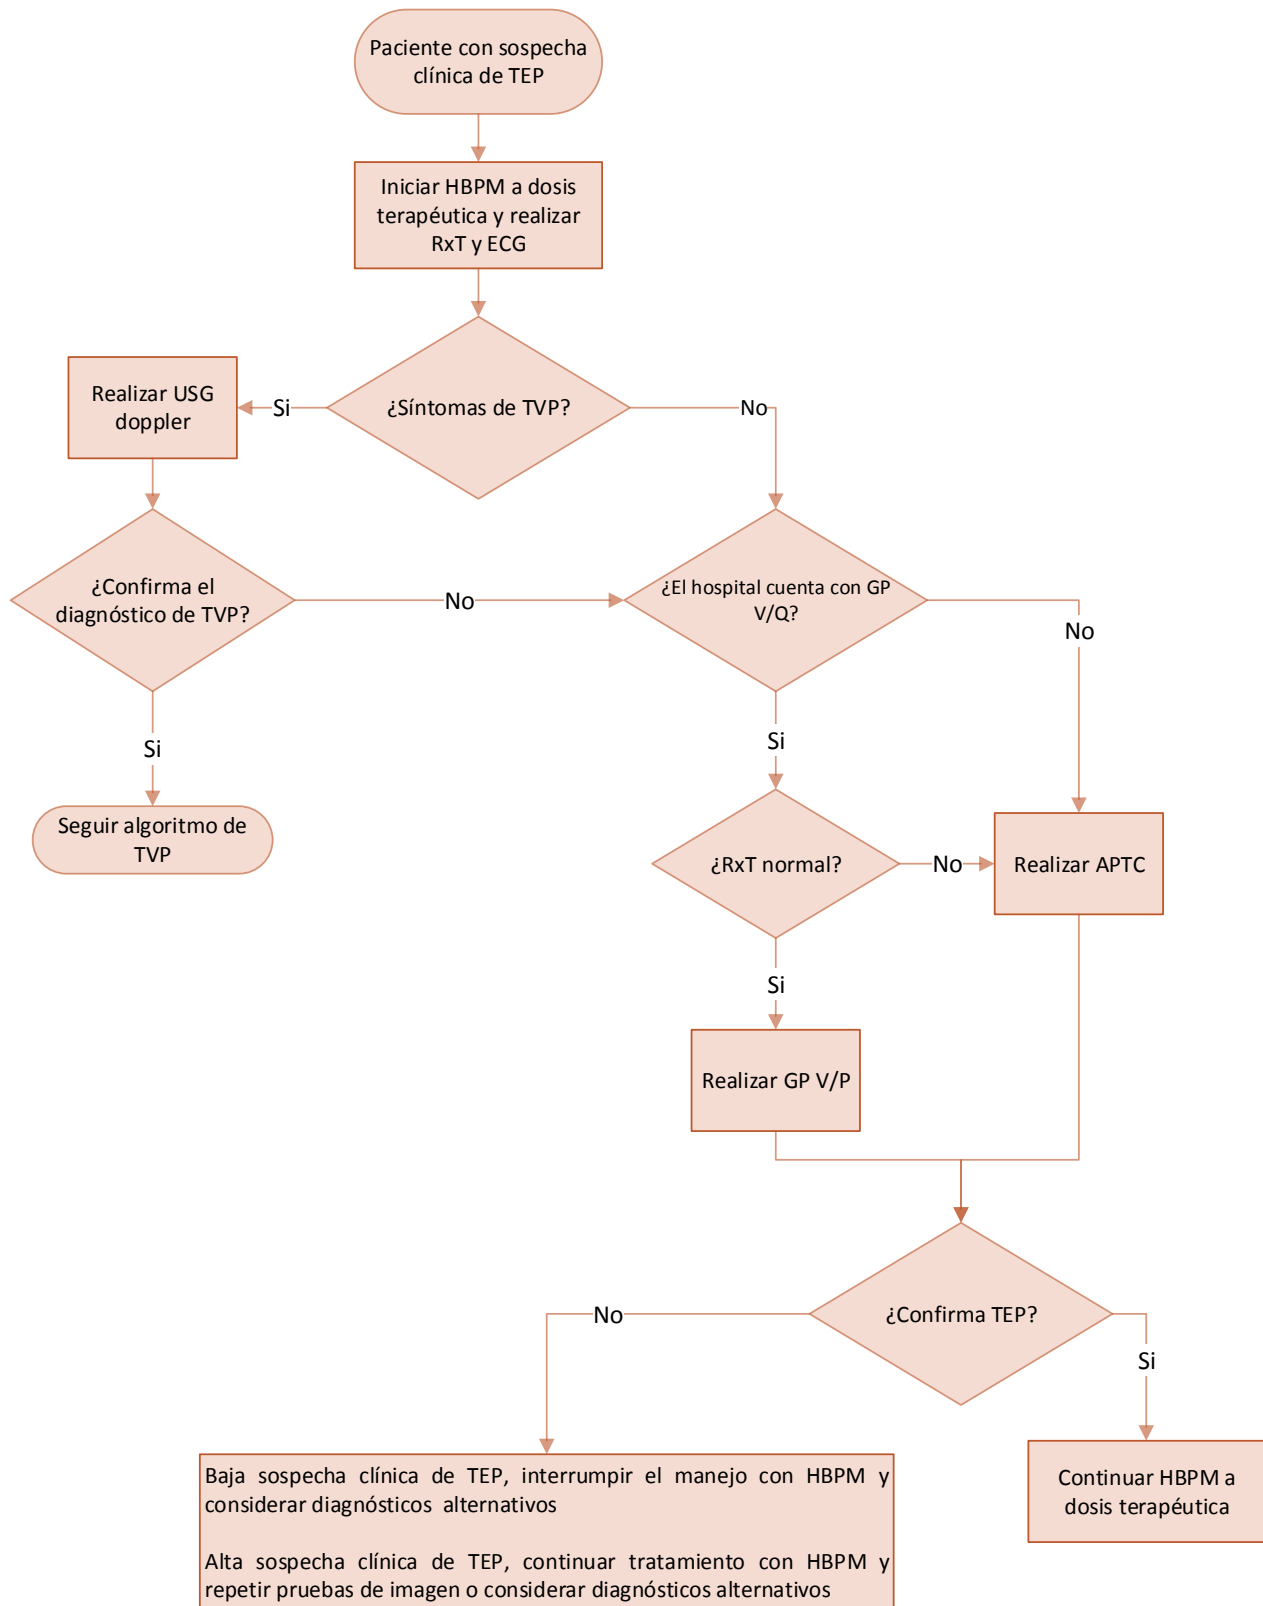 Paciente con sospecha
clínica de TEP
Iniciar HBPM a dosis
terapéutica y realizar
RxT y ECG
¿Síntomas de TVP?
Si
No
Realizar USG
doppler
¿Confirma el
diagnóstico de TVP?
No
Si
Seguir algoritmo de
TVP
¿El hospital cuenta con GP
V/Q?
No
Si
¿RxT normal?
No
Realizar APTC
Si
Realizar GP V/P
¿Confirma TEP?
No
Si
Baja sospecha clínica de TEP, interrumpir el manejo con HBPM y
considerar diagnósticos alternativos
Alta sospecha clínica de TEP, continuar tratamiento con HBPM y
repetir pruebas de imagen o considerar diagnósticos alternativos
Continuar HBPM a
dosis terapéutica